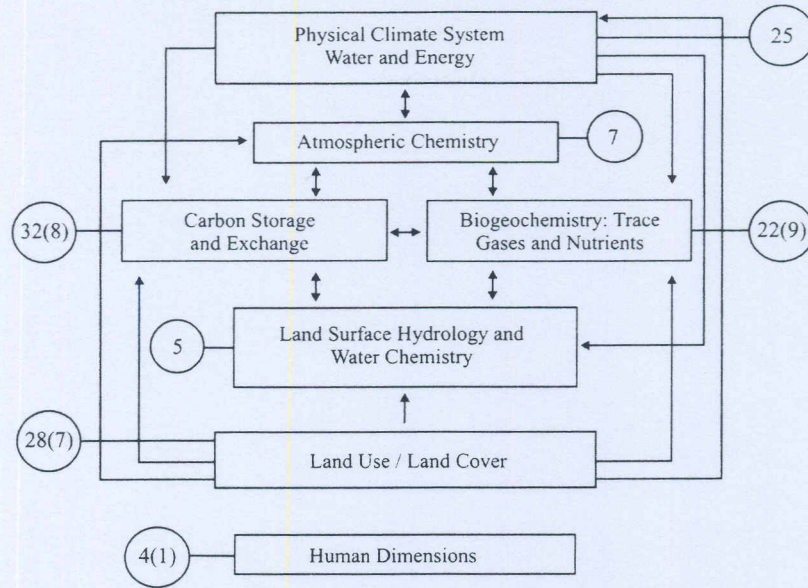 Physical Climate System
Water and Energy
25
Atmospheric Chemistry
7
32(8)
Carbon Storage
and Exchange
Biogeochemistry: Trace
Gases and Nutrients
22(9)
5
Land Surface Hydrology and
Water Chemistry
28(7)
Land Use / Land Cover
4(1)
Human Dimensions